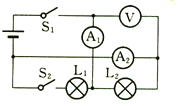 S₁ V
A₁
A₂
S₂ L₁ L₂